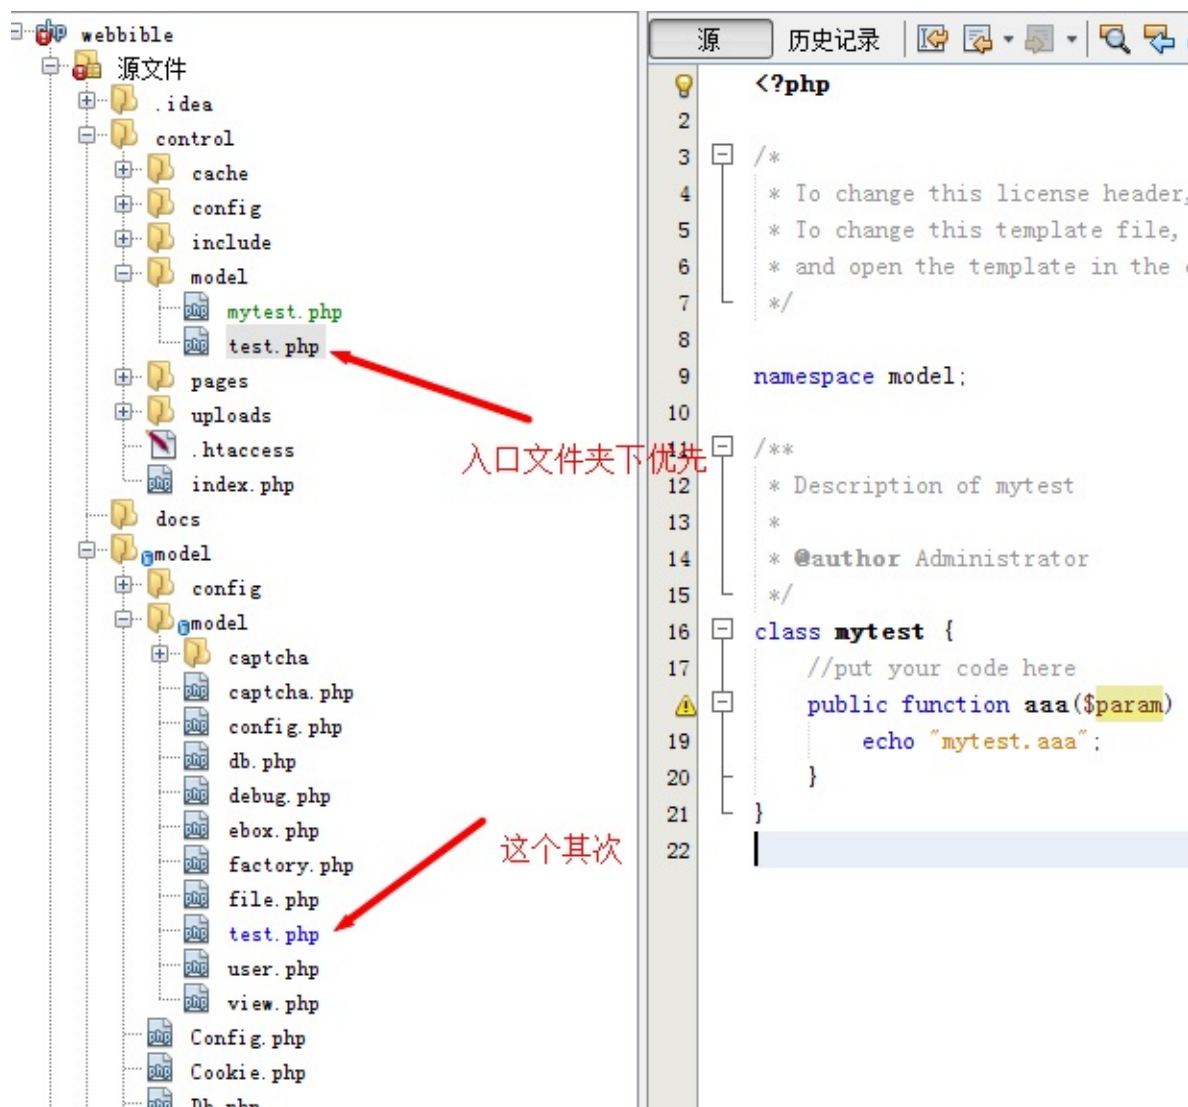 webbible
源文件
.idea
control
cache
config
include
model
mytest.php
test.php
pages
uploads
.htaccess
index.php
docs
model
config
model
captcha
captcha.php
config.php
db.php
debug.php
ebox.php
factory.php
file.php
test.php
user.php
view.php
Config.php
Cookie.php
Db.php
入口文件夹下优先
这个其次
源 历史记录
<?php
2
3 /*
4 * To change this license header,
5 * To change this template file,
6 * and open the template in the
7 */
8
9 namespace model;
10
11 /**
12 * Description of mytest
13 *
14 * @author Administrator
15 */
16 class mytest {
17 //put your code here
public function aaa($param)
19 echo "mytest.aaa";
20 }
21 }
22